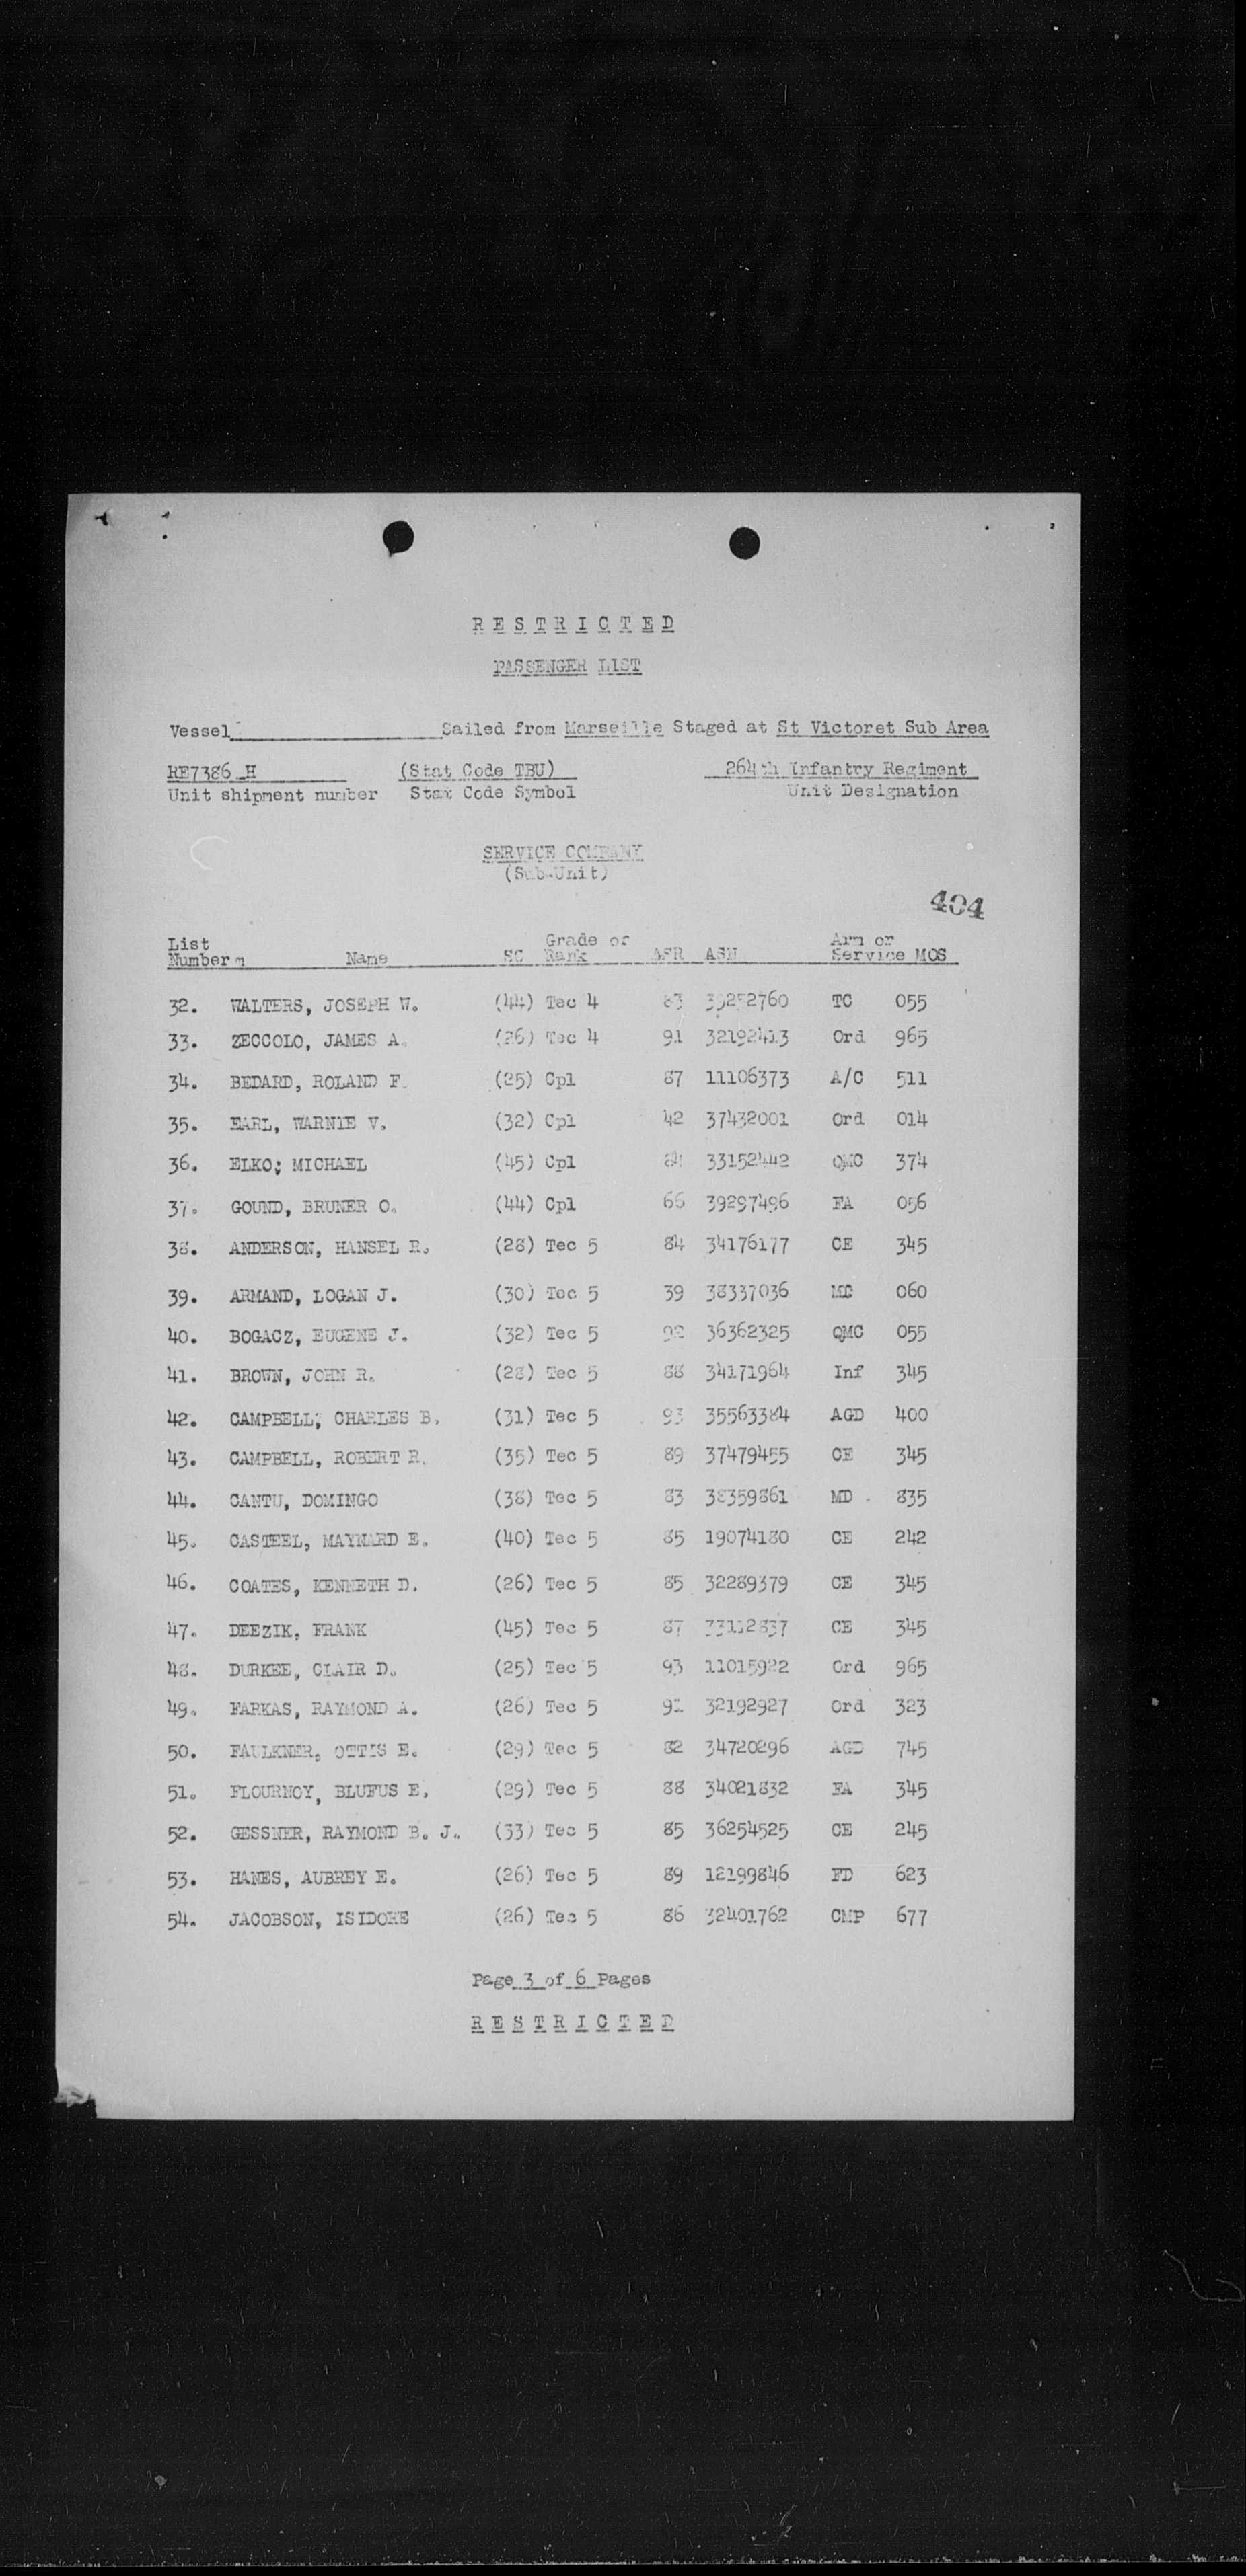 RESTRICTED
PASSENGER LIST
Vessel Sailed from Marseille Staged at St Victoret Sub Area
RE7386 H (Stat Code TBU) 264th Infantry Regiment
Unit shipment number Stat Code Symbol Unit Designation
SERVICE COMPANY
(Sub-Unit)
404
List Grade or Arm or
Number Name SC Rank ASR ASN Service MOS
32. WALTERS, JOSEPH W. (44) Tec 4 83 39252760 TC 055
33. ZECCOLO, JAMES A. (26) Tec 4 91 32192413 Ord 965
34. BEDARD, ROLAND F. (25) Cpl 87 11106373 A/C 511
35. EARL, WARNIE V. (32) Cpl 42 37432001 Ord 014
36. ELKO; MICHAEL (45) Cpl 84 33152442 QMC 374
37. GOUND, BRUNER O. (44) Cpl 66 39297496 FA 056
38. ANDERSON, HANSEL R. (28) Tec 5 84 34176177 CE 345
39. ARMAND, LOGAN J. (30) Tec 5 39 38337036 MC 060
40. BOGACZ, EUGENE J. (32) Tec 5 92 36362325 QMC 055
41. BROWN, JOHN R. (28) Tec 5 88 34171964 Inf 345
42. CAMPBELL, CHARLES B. (31) Tec 5 93 35563384 AGD 400
43. CAMPBELL, ROBERT R. (35) Tec 5 89 37479455 CE 345
44. CANTU, DOMINGO (38) Tec 5 83 38359861 MD 835
45. CASTEEL, MAYNARD E. (40) Tec 5 85 19074180 CE 242
46. COATES, KENNETH D. (26) Tec 5 85 32289379 CE 345
47. DEEZIK, FRANK (45) Tec 5 87 33112837 CE 345
48. DURKEE, CLAIR D. (25) Tec 5 93 11015922 Ord 965
49. FARKAS, RAYMOND A. (26) Tec 5 91 32192927 Ord 323
50. FAULKNER, OTTIS E. (29) Tec 5 82 34720296 AGD 745
51. FLOURNOY, BLUFUS E. (29) Tec 5 88 34021832 FA 345
52. GESSNER, RAYMOND B. J. (33) Tec 5 85 36254525 CE 245
53. HANES, AUBREY E. (26) Tec 5 89 12199846 FD 623
54. JACOBSON, ISIDORE (26) Tec 5 86 32401762 CMP 677
Page 3 of 6 Pages
RESTRICTED